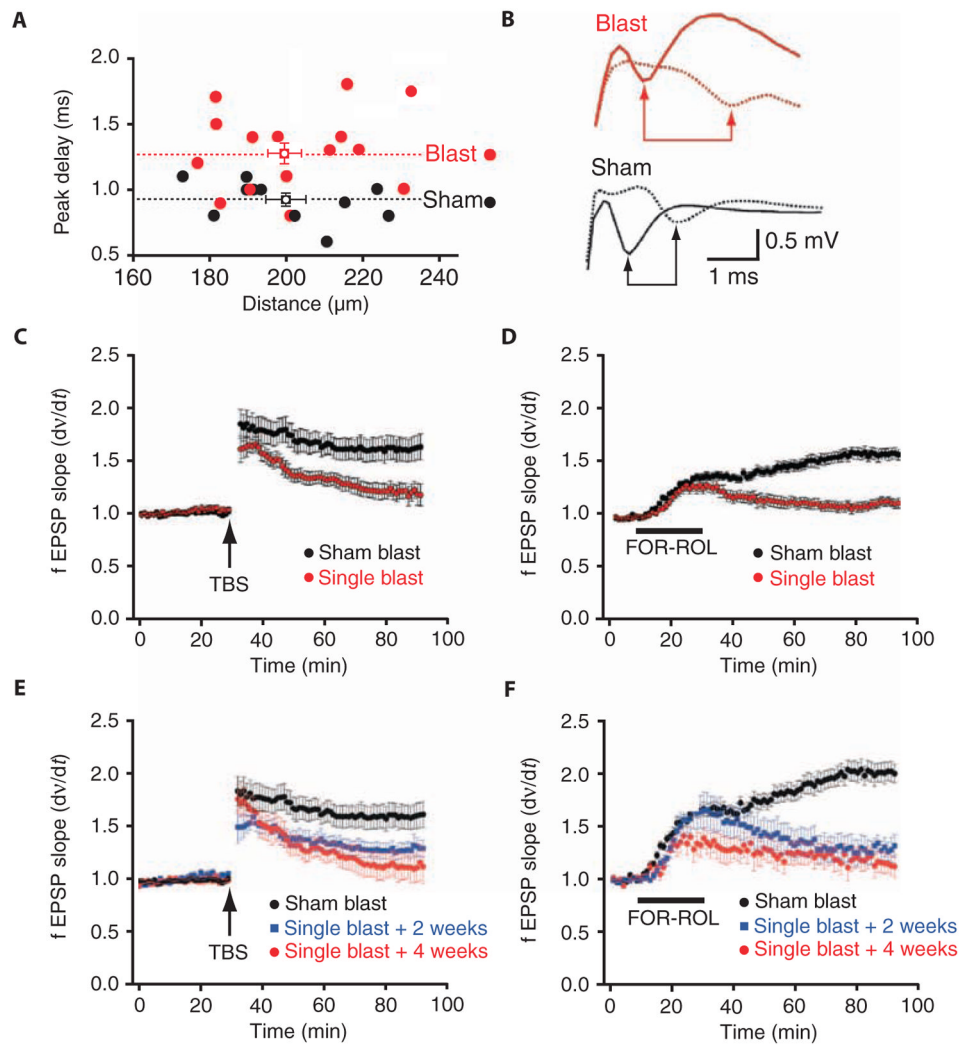 A
Peak delay (ms)
2.0
1.5
1.0
0.5
Blast
Sham
160 180 200 220 240
Distance (µm)
B
Blast
Sham
0.5 mV
1 ms
C
f EPSP slope (dv/dt)
2.5
2.0
1.5
1.0
0.5
0.0
TBS
Sham blast
Single blast
0 20 40 60 80 100
Time (min)
D
f EPSP slope (dv/dt)
2.5
2.0
1.5
1.0
0.5
0.0
FOR-ROL
Sham blast
Single blast
0 20 40 60 80 100
Time (min)
E
f EPSP slope (dv/dt)
2.5
2.0
1.5
1.0
0.5
0.0
TBS
Sham blast
Single blast + 2 weeks
Single blast + 4 weeks
0 20 40 60 80 100
Time (min)
F
f EPSP slope (dv/dt)
2.5
2.0
1.5
1.0
0.5
0.0
FOR-ROL
Sham blast
Single blast + 2 weeks
Single blast + 4 weeks
0 20 40 60 80 100
Time (min)